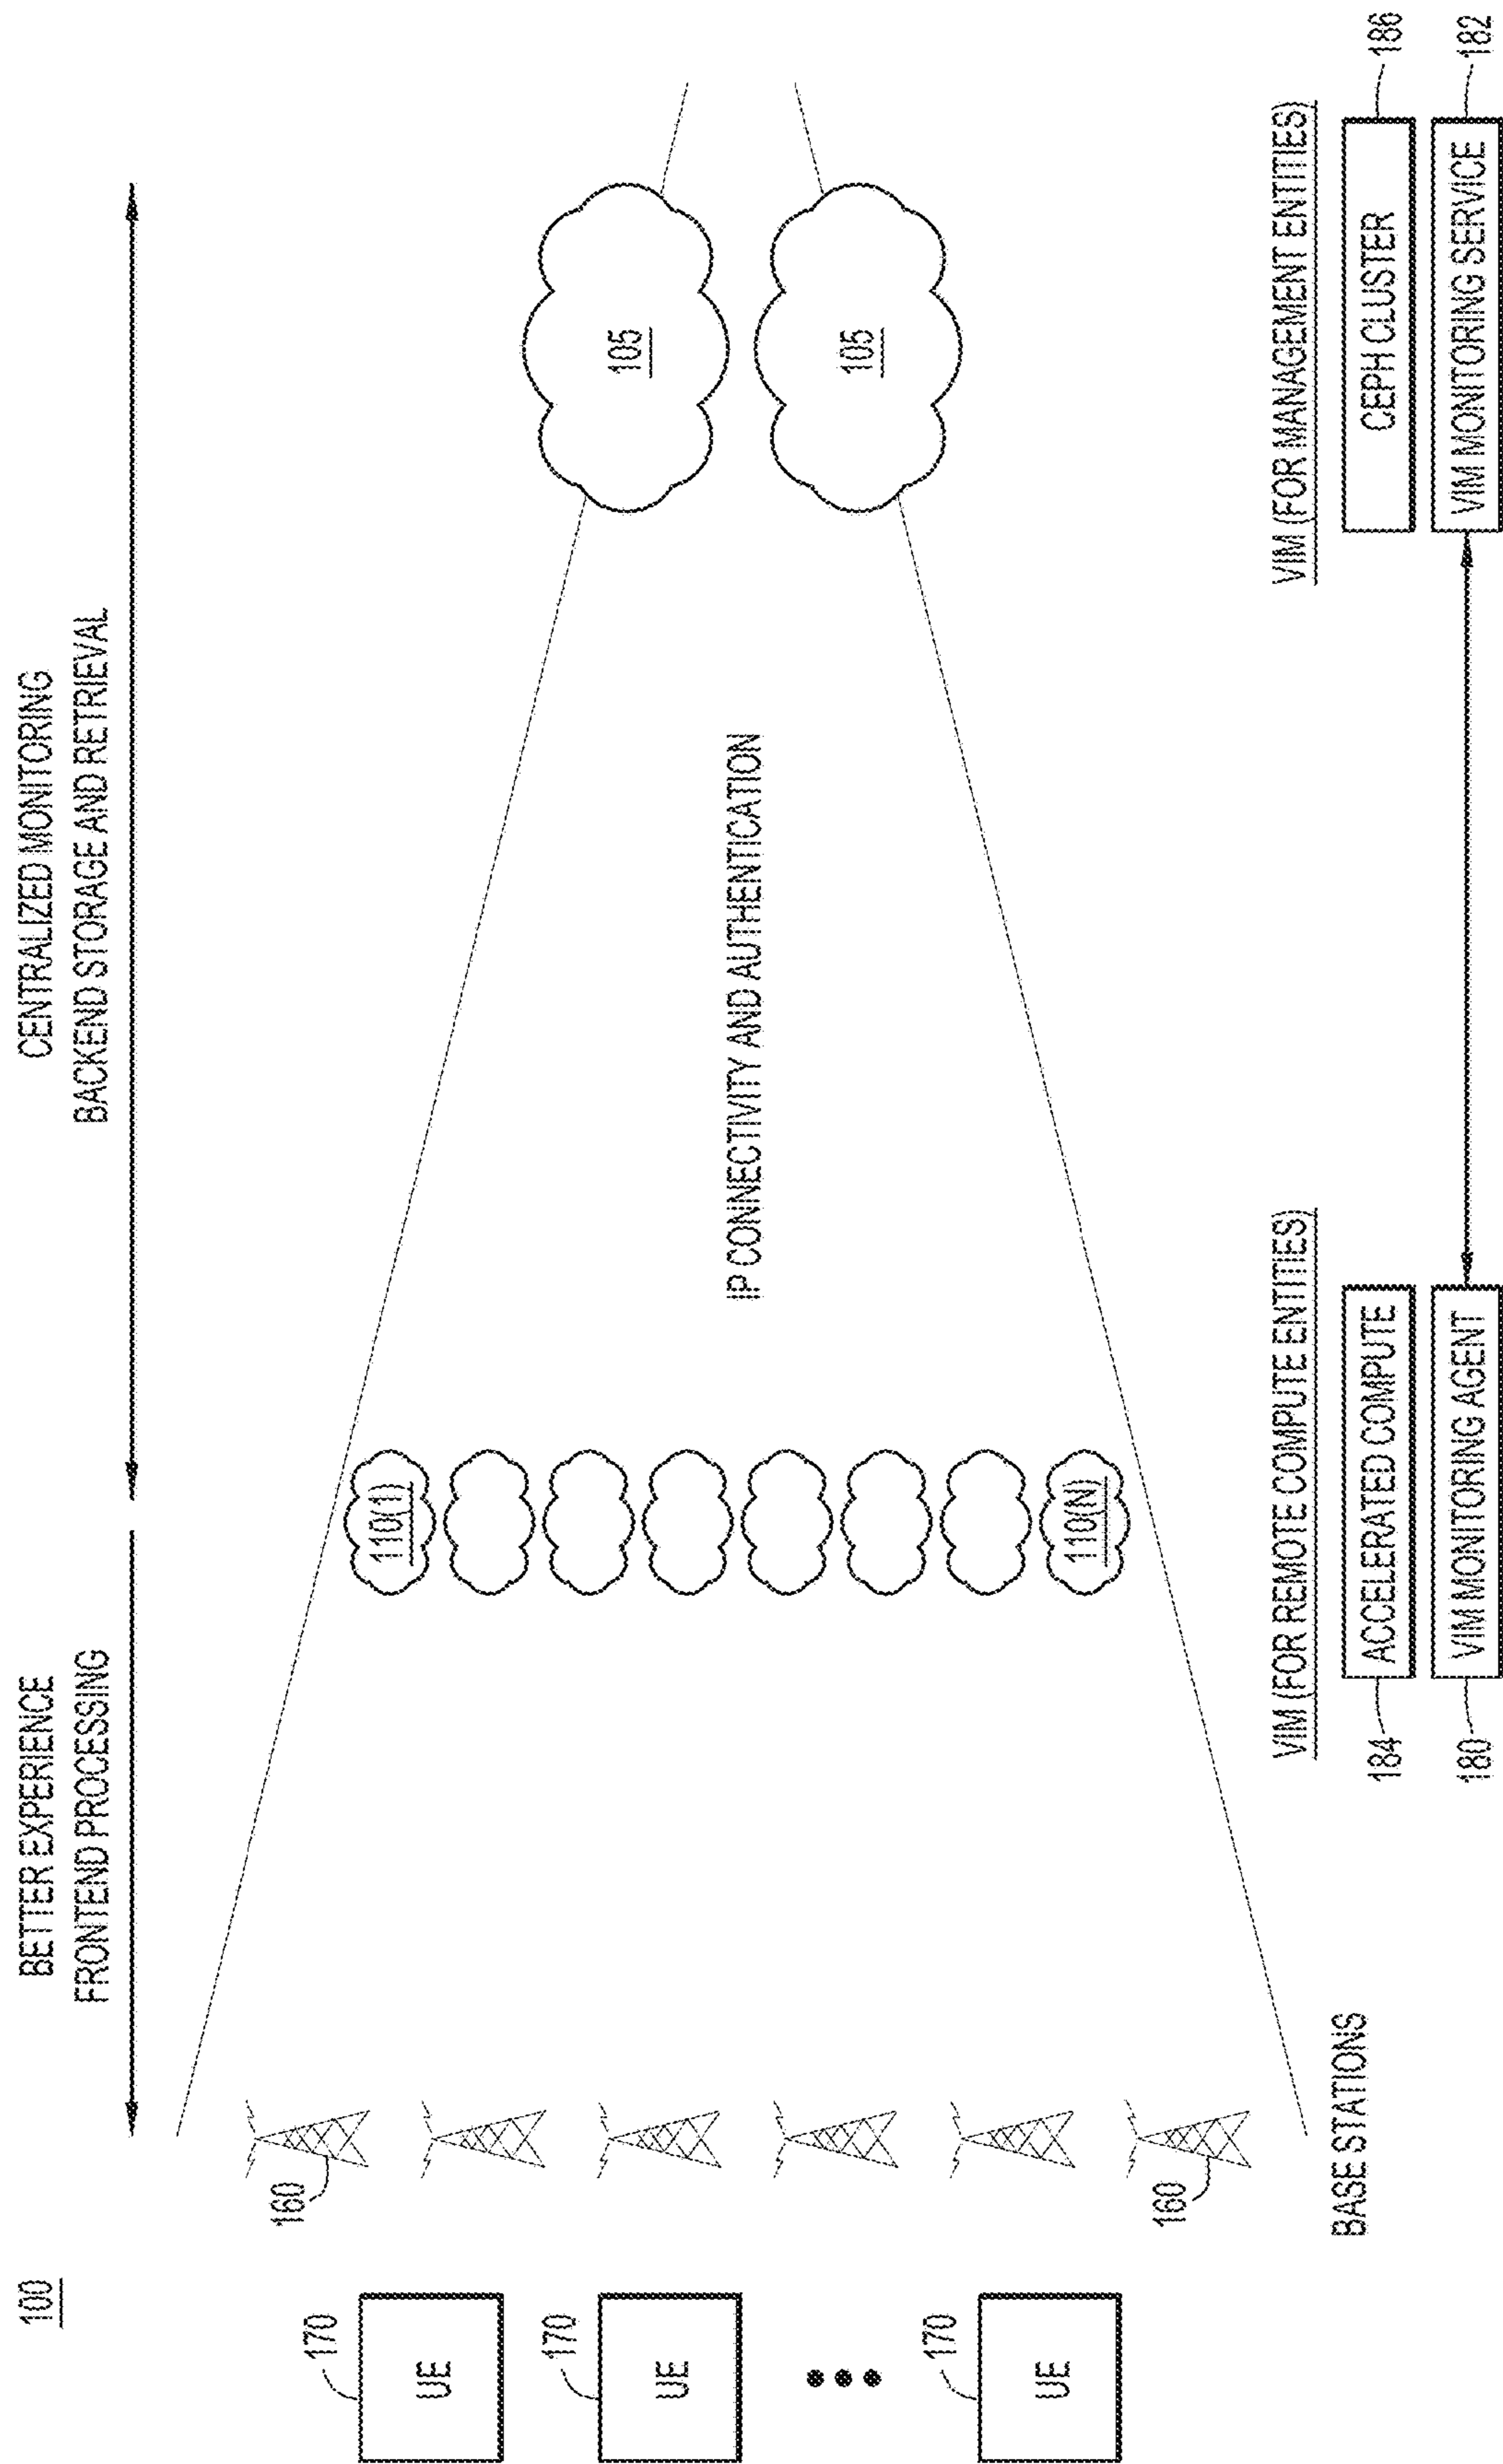 100
BETTER EXPERIENCE
FRONTEND PROCESSING
CENTRALIZED MONITORING
BACKEND STORAGE AND RETRIEVAL
170
UE
170
UE
170
UE
160
160
BASE STATIONS
110(1)
110(N)
IP CONNECTIVITY AND AUTHENTICATION
105
105
VIM (FOR REMOTE COMPUTE ENTITIES)
184
ACCELERATED COMPUTE
180
VIM MONITORING AGENT
VIM (FOR MANAGEMENT ENTITIES)
CEPH CLUSTER
186
VIM MONITORING SERVICE
182